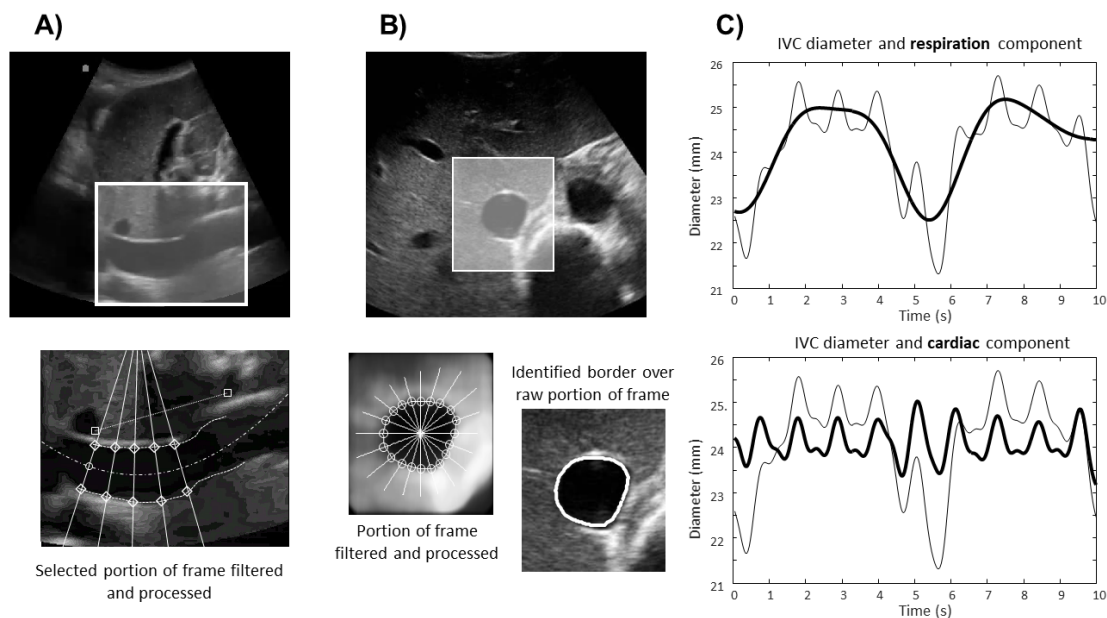 A)
B)
C)
Selected portion of frame filtered
and processed
Portion of frame
filtered and processed
Identified border over
raw portion of frame
IVC diameter and respiration component
26
25
24
23
22
21
Diameter (mm)
0 1 2 3 4 5 6 7 8 9 10
Time (s)
IVC diameter and cardiac component
26
25
24
23
22
21
Diameter (mm)
0 1 2 3 4 5 6 7 8 9 10
Time (s)